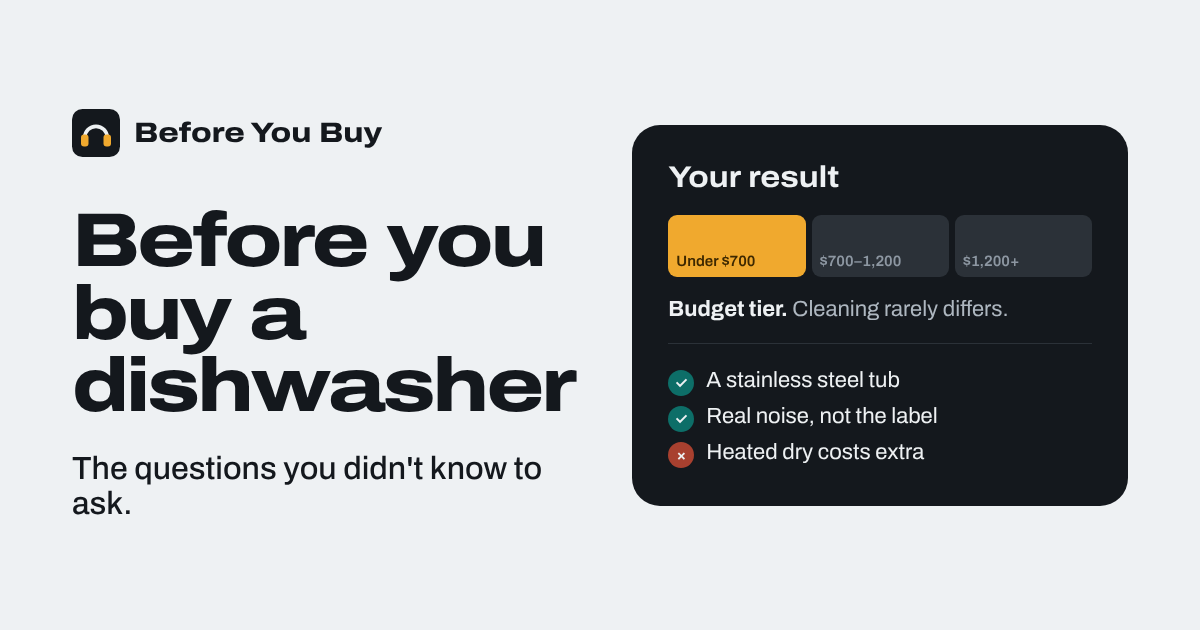 Before You Buy
Before you
buy a
dishwasher
The questions you didn't know to
ask.
Your result
Under $700
$700–1,200
$1,200+
Budget tier. Cleaning rarely differs.
A stainless steel tub
Real noise, not the label
Heated dry costs extra